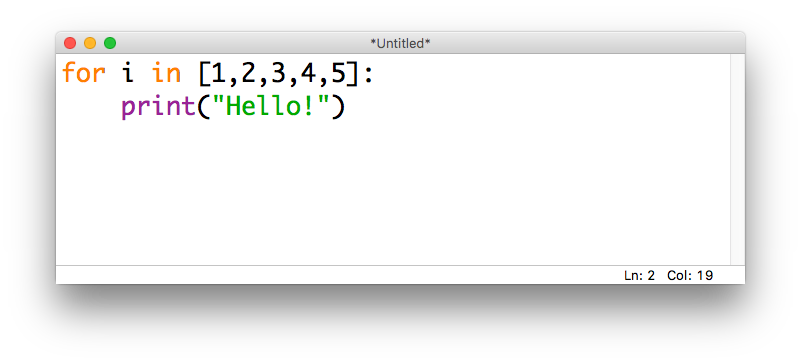 *Untitled*
for i in [1,2,3,4,5]:
    print("Hello!")
Ln: 2 Col: 19